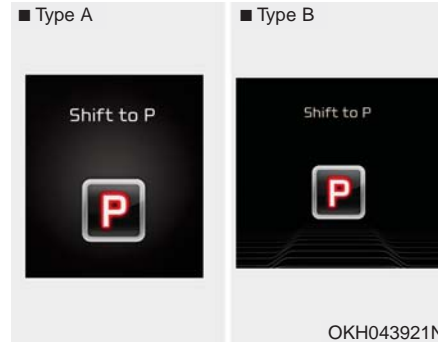 ■ Type A
Shift to P
P
■ Type B
Shift to P
P
OKH043921N